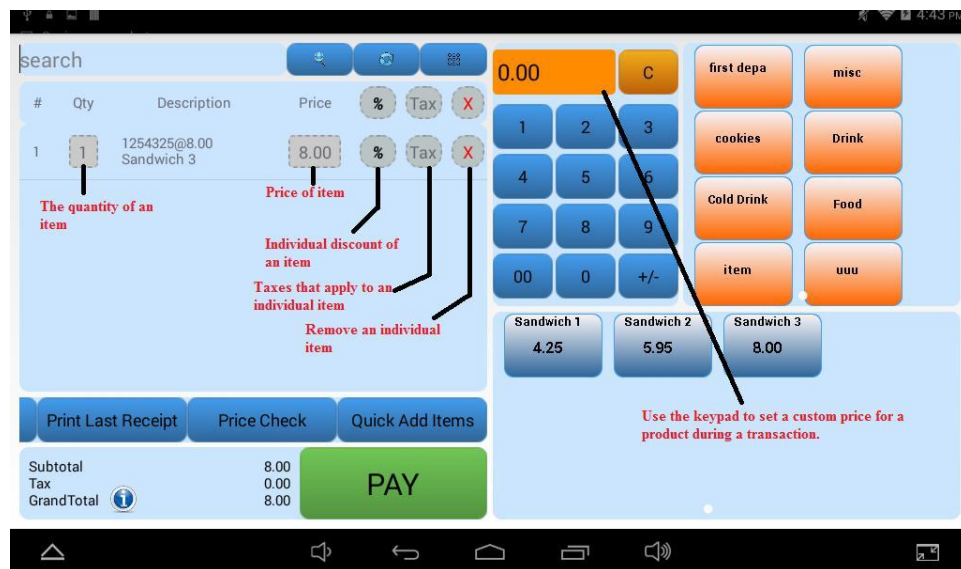 4:43 PM
search
# Qty Description Price % Tax X
1 1 1254325@8.00 8.00 % Tax X
Sandwich 3
The quantity of an
item
Price of item
Individual discount of
an item
Taxes that apply to an
individual item
Remove an individual
item
Print Last Receipt Price Check Quick Add Items
Subtotal 8.00
Tax 0.00
GrandTotal 8.00
PAY
0.00 C
1 2 3
4 5 6
7 8 9
00 0 +/-
first depa misc
cookies Drink
Cold Drink Food
item uuu
Sandwich 1 Sandwich 2 Sandwich 3
4.25 5.95 8.00
Use the keypad to set a custom price for a
product during a transaction.